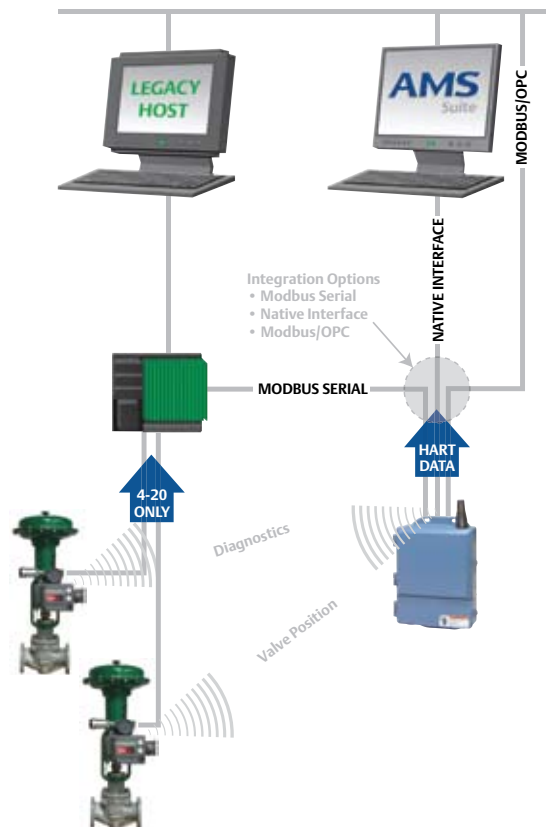 LEGACY
HOST
AMS
Suite
MODBUS/OPC
NATIVE INTERFACE
Integration Options
• Modbus Serial
• Native Interface
• Modbus/OPC
MODBUS SERIAL
HART
DATA
4-20
ONLY
Diagnostics
Valve Position